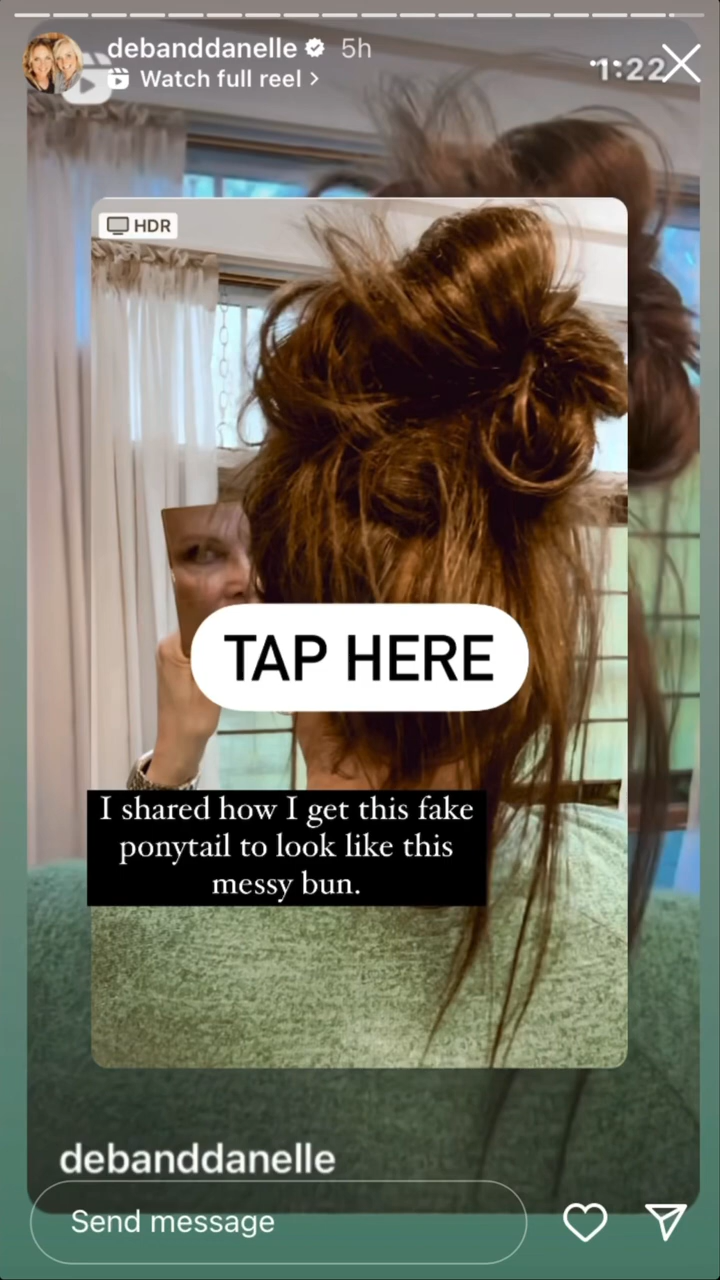 debanddanelle 5h
Watch full reel >
1:22
HDR
TAP HERE
I shared how I get this fake
ponytail to look like this
messy bun.
debanddanelle
Send message